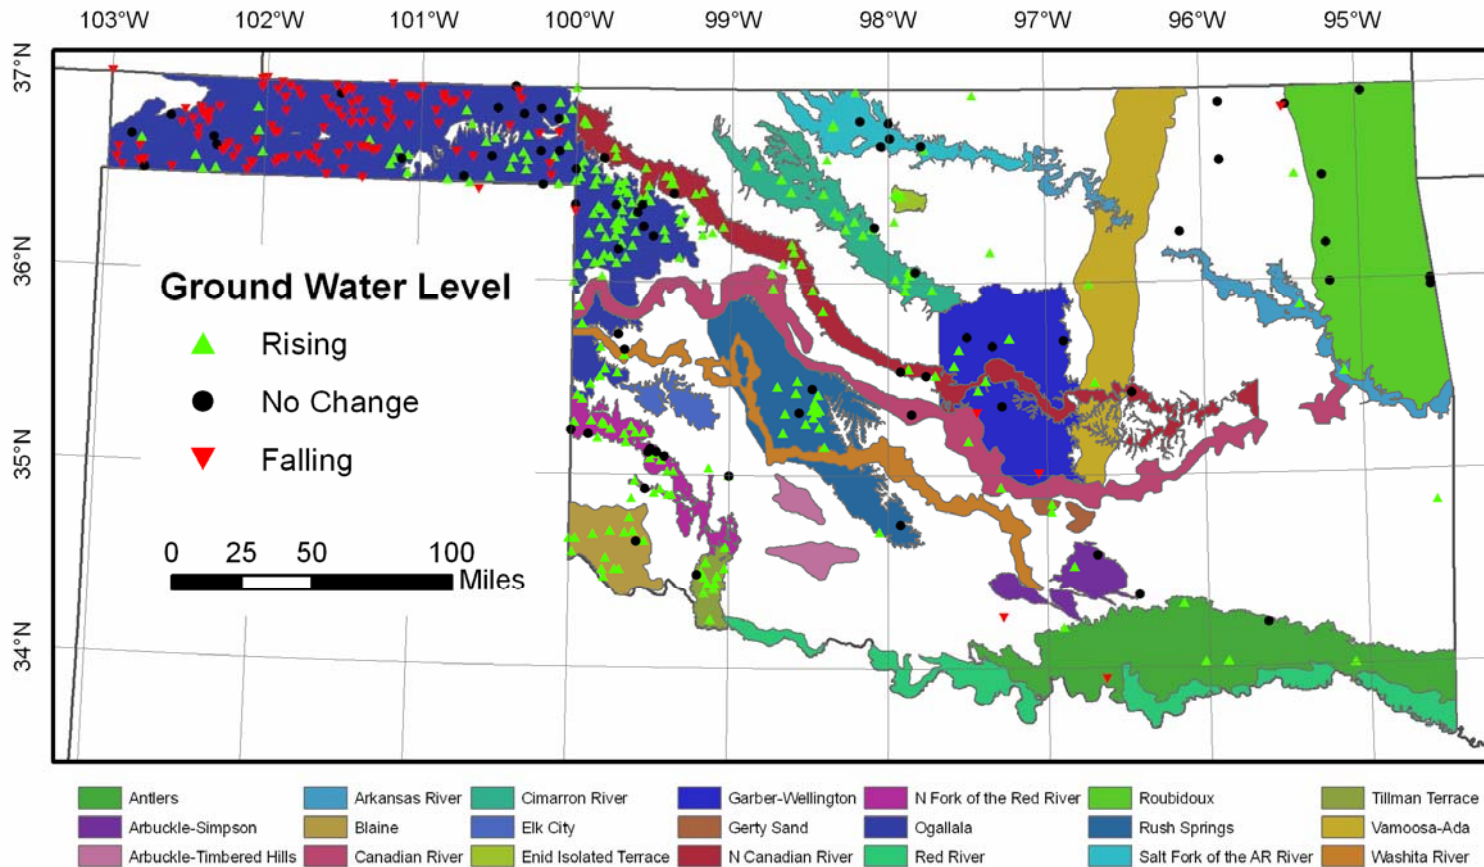 103°W 102°W 101°W 100°W 99°W 98°W 97°W 96°W 95°W
37°N
36°N
35°N
34°N
Ground Water Level
Rising
No Change
Falling
0 25 50 100
Miles
Antlers Arkansas River Cimarron River Garber-Wellington N Fork of the Red River Roubidoux Tillman Terrace
Arbuckle-Simpson Blaine Elk City Gerty Sand Ogallala Rush Springs Vamoosa-Ada
Arbuckle-Timbered Hills Canadian River Enid Isolated Terrace N Canadian River Red River Salt Fork of the AR River Washita River